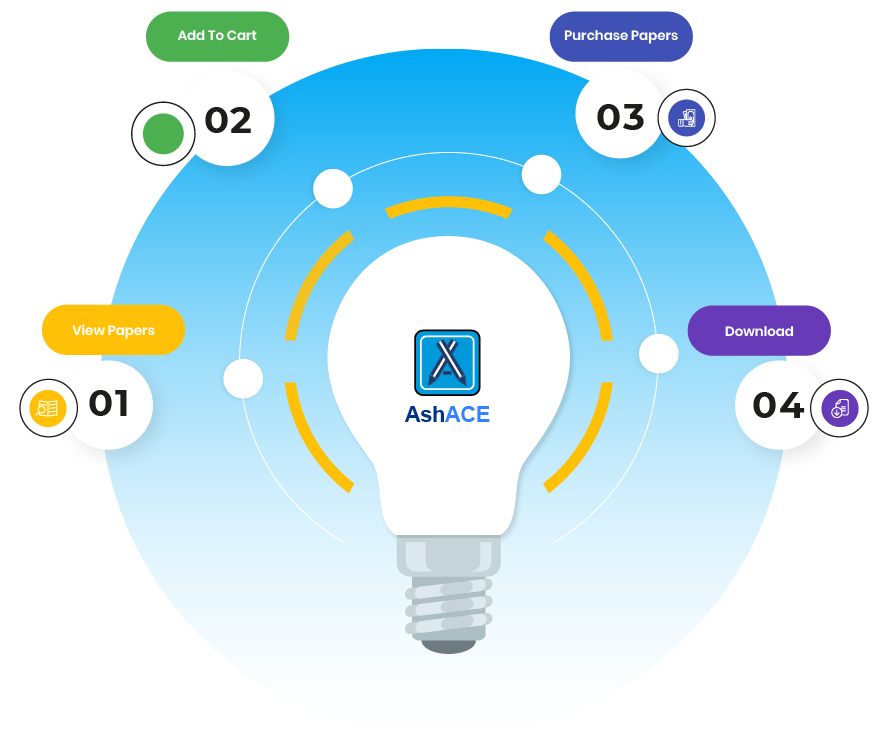 Add To Cart
02
Purchase Papers
03
View Papers
01
Download
04
AshACE